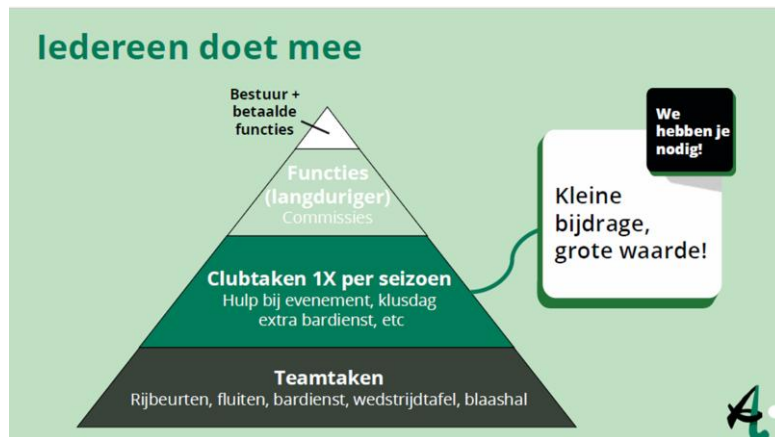 Iedereen doet mee
Bestuur +
betaalde
functies
Functies
(langduriger)
Commissies
Clubtaken 1X per seizoen
Hulp bij evenement, klusdag
extra bardienst, etc
Teamtaken
Rijbeurten, fluiten, bardienst, wedstrijdtafel, blaashal
We
hebben je
nodig!
Kleine
bijdrage,
grote waarde!